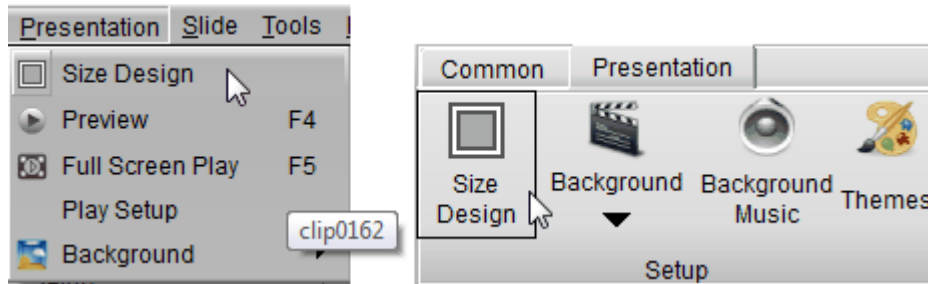 Presentation Slide Tools
Size Design
Preview F4
Full Screen Play F5
Play Setup
clip0162
Background
Common Presentation
Size Design
Background
Background Music
Themes
Setup